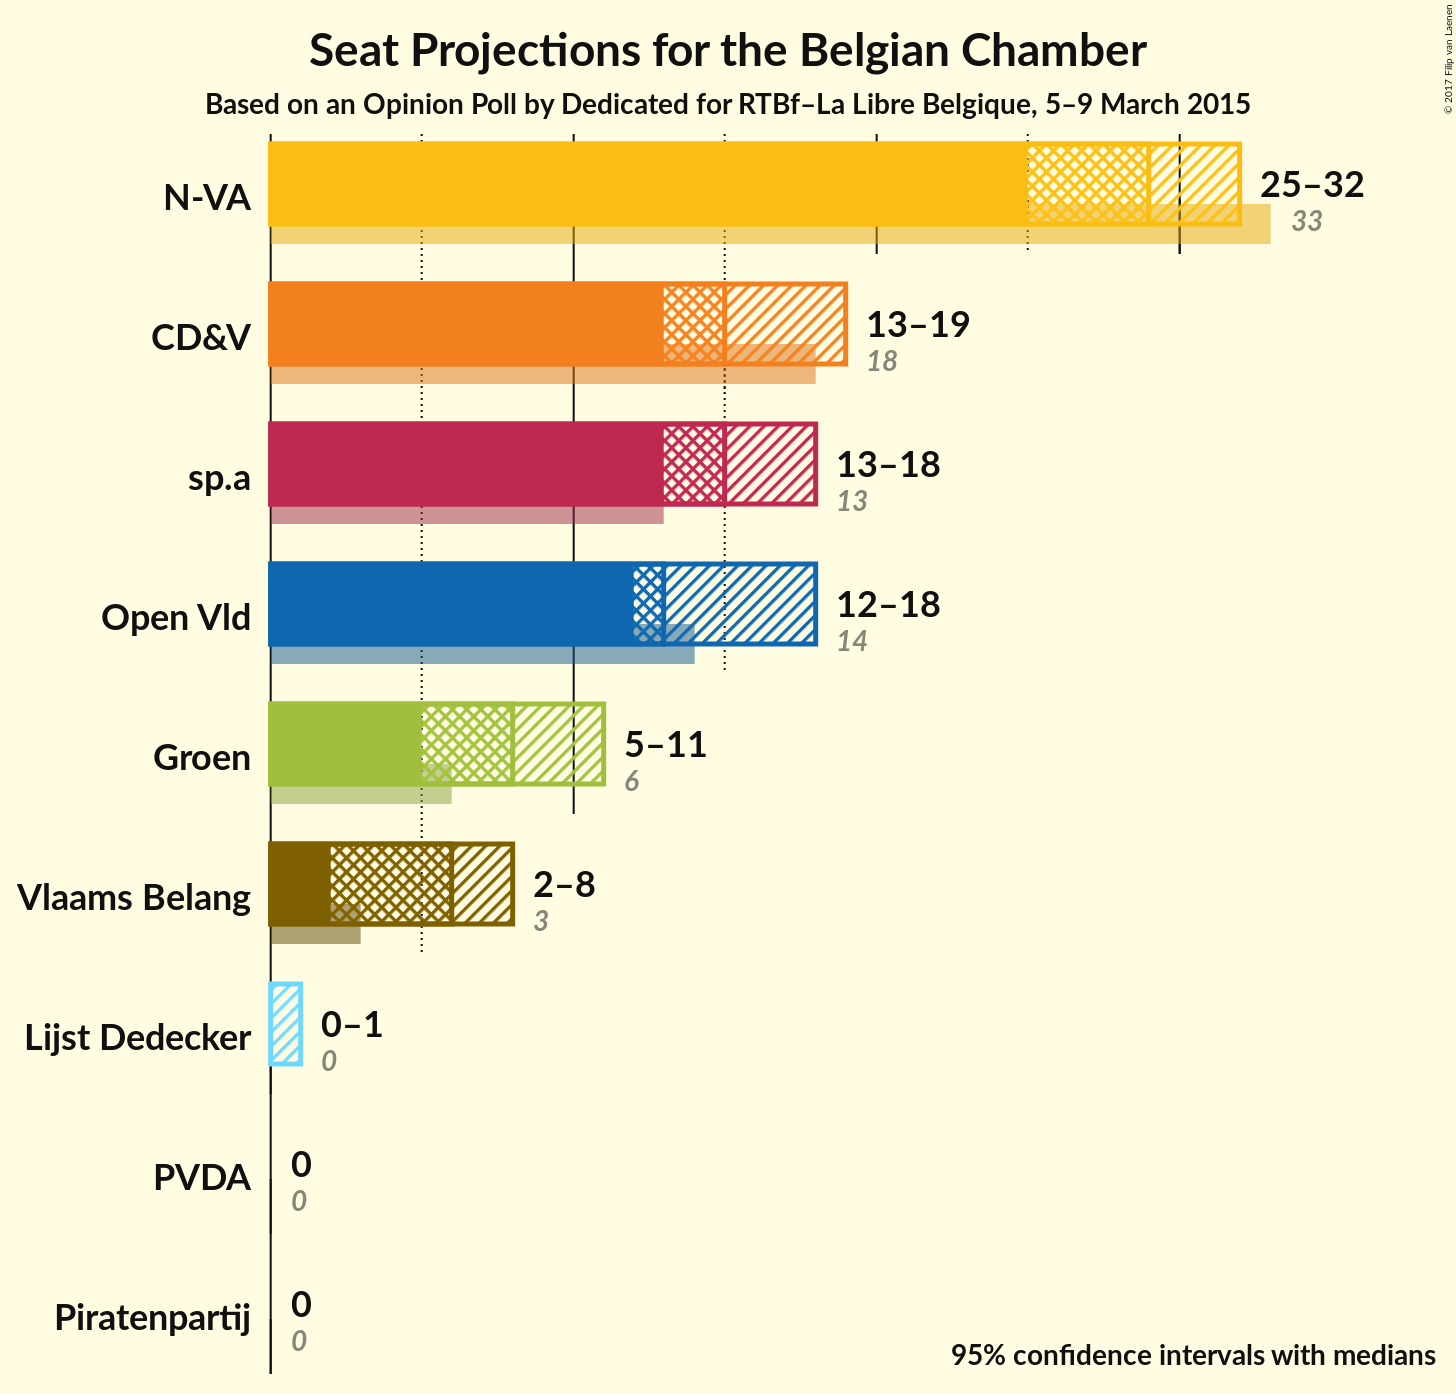 Seat Projections for the Belgian Chamber
Based on an Opinion Poll by Dedicated for RTBf–La Libre Belgique, 5–9 March 2015
© 2017 Filip van Laenen
N-VA
25–32
33
CD&V
13–19
18
sp.a
13–18
13
Open Vld
12–18
14
Groen
5–11
6
Vlaams Belang
2–8
3
Lijst Dedecker
0–1
0
PVDA
0
0
Piratenpartij
0
0
95% confidence intervals with medians